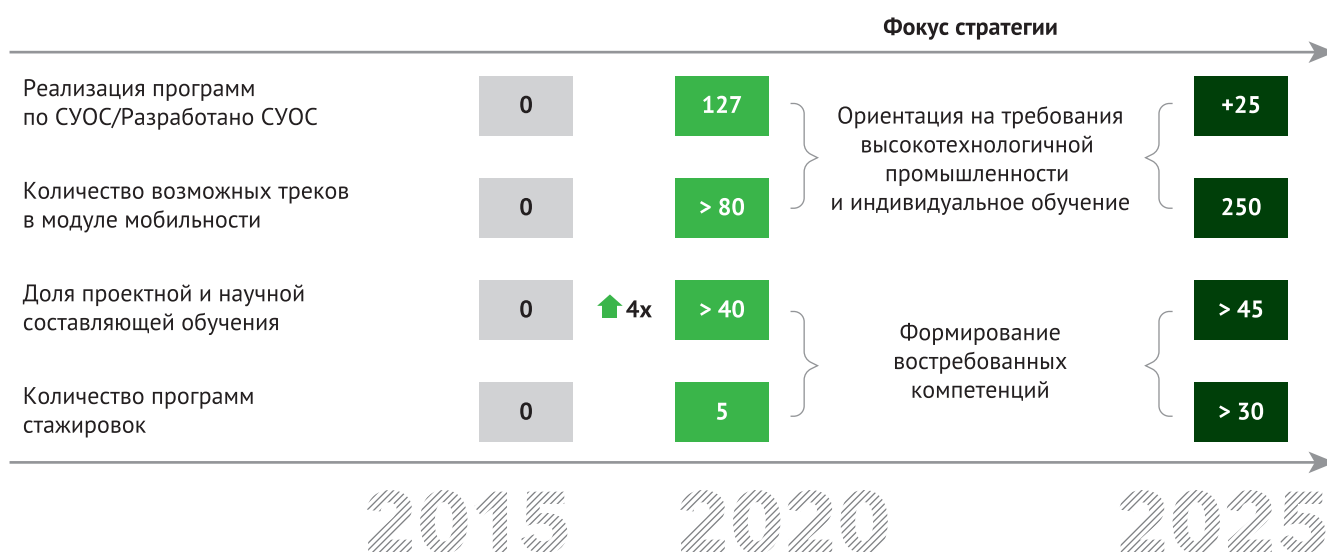 Фокус стратегии
Реализация программ
по СУОС/Разработано СУОС
0
127
Ориентация на требования
высокотехнологичной
промышленности
и индивидуальное обучение
+25
Количество возможных треков
в модуле мобильности
0
> 80
250
Доля проектной и научной
составляющей обучения
0
4x
> 40
Формирование
востребованных
компетенций
> 45
Количество программ
стажировок
0
5
> 30
2015
2020
2025